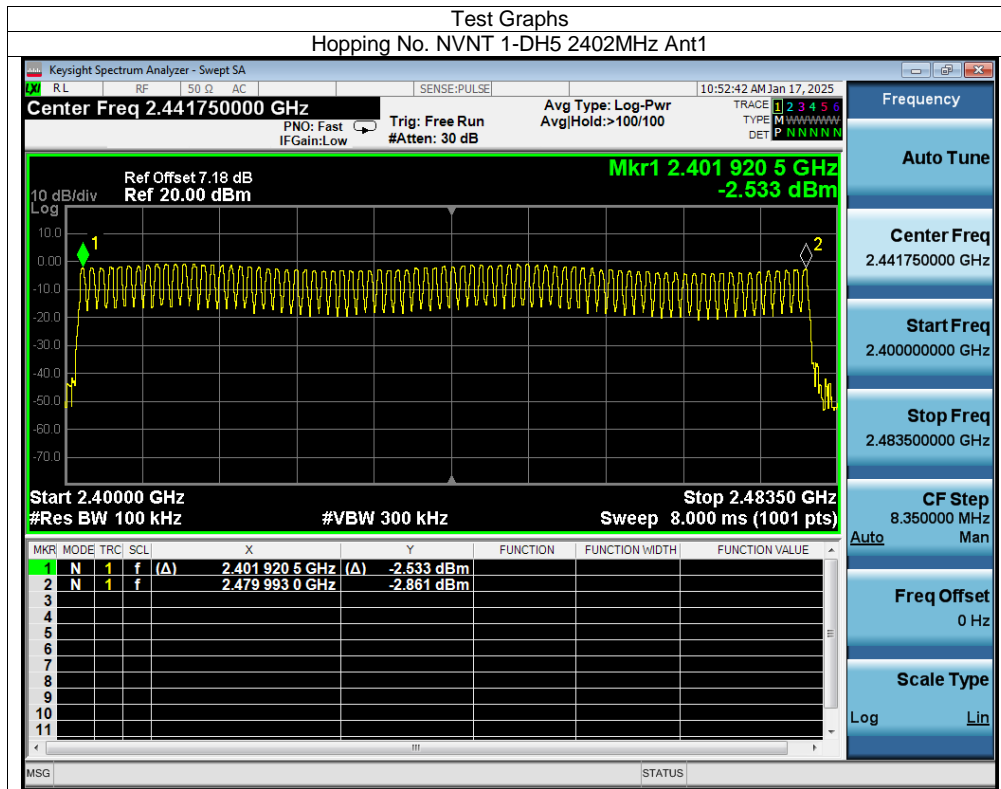 Test Graphs
Hopping No. NVNT 1-DH5 2402MHz Ant1
Keysight Spectrum Analyzer - Swept SA
LXI RL RF 50 Ω AC SENSE:PULSE 10:52:42 AM Jan 17, 2025
Center Freq 2.441750000 GHz
PNO: Fast
IFGain:Low
Trig: Free Run
#Atten: 30 dB
Avg Type: Log-Pwr
Avg|Hold:>100/100
TRACE 1 2 3 4 5 6
TYPE M WWWWW
DET P N N N N N
Mkr1 2.401 920 5 GHz
-2.533 dBm
Ref Offset 7.18 dB
10 dB/div Ref 20.00 dBm
Log
10.0
0.00
-10.0
-20.0
-30.0
-40.0
-50.0
-60.0
-70.0
1
2
Start 2.40000 GHz Stop 2.48350 GHz
#Res BW 100 kHz #VBW 300 kHz Sweep 8.000 ms (1001 pts)
MKR MODE TRC SCL X Y FUNCTION FUNCTION WIDTH FUNCTION VALUE
1 N 1 f (Δ) 2.401 920 5 GHz (Δ) -2.533 dBm
2 N 1 f 2.479 993 0 GHz -2.861 dBm
3
4
5
6
7
8
9
10
11
MSG STATUS
Frequency
Auto Tune
Center Freq
2.441750000 GHz
Start Freq
2.400000000 GHz
Stop Freq
2.483500000 GHz
CF Step
8.350000 MHz
Auto Man
Freq Offset
0 Hz
Scale Type
Log Lin